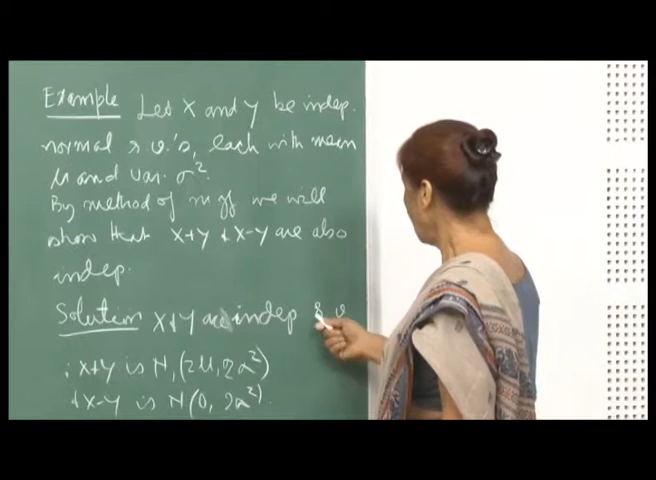 Example Let X and Y be indep.
normal r.v.'s, each with mean
μ and var. σ².
By method of mgf we will
show that X+Y & X-Y are also
indep.
Solution X & Y are indep r v
∴ X+Y is N(2μ, 2σ²)
& X-Y is N(0, 2σ²).